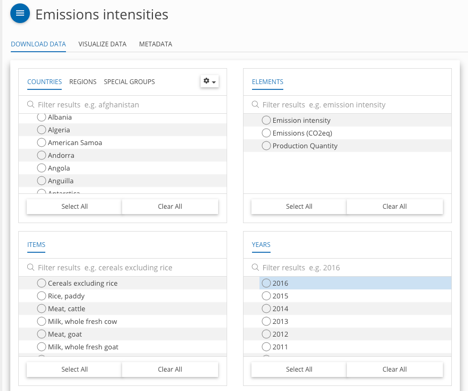 Emissions intensities
DOWNLOAD DATA VISUALIZE DATA METADATA
COUNTRIES REGIONS SPECIAL GROUPS
Filter results e.g. afghanistan
Albania
Algeria
American Samoa
Andorra
Angola
Anguilla
Antarctica
Select All Clear All
ELEMENTS
Filter results e.g. emission intensity
Emission intensity
Emissions (CO2eq)
Production Quantity
Select All Clear All
ITEMS
Filter results e.g. cereals excluding rice
Cereals excluding rice
Rice, paddy
Meat, cattle
Milk, whole fresh cow
Meat, goat
Milk, whole fresh goat
Select All Clear All
YEARS
Filter results e.g. 2016
2016
2015
2014
2013
2012
2011
Select All Clear All